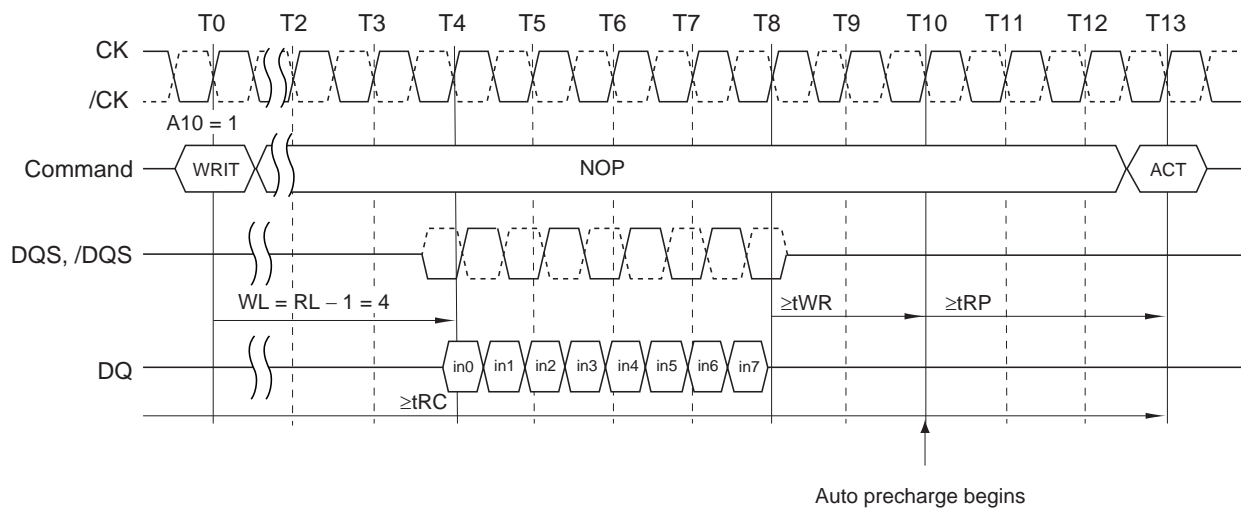 T0 T2 T3 T4 T5 T6 T7 T8 T9 T10 T11 T12 T13
CK
/CK
A10 = 1
Command WRIT NOP ACT
DQS, /DQS
WL = RL − 1 = 4 ≥tWR ≥tRP
DQ in0 in1 in2 in3 in4 in5 in6 in7
≥tRC
Auto precharge begins